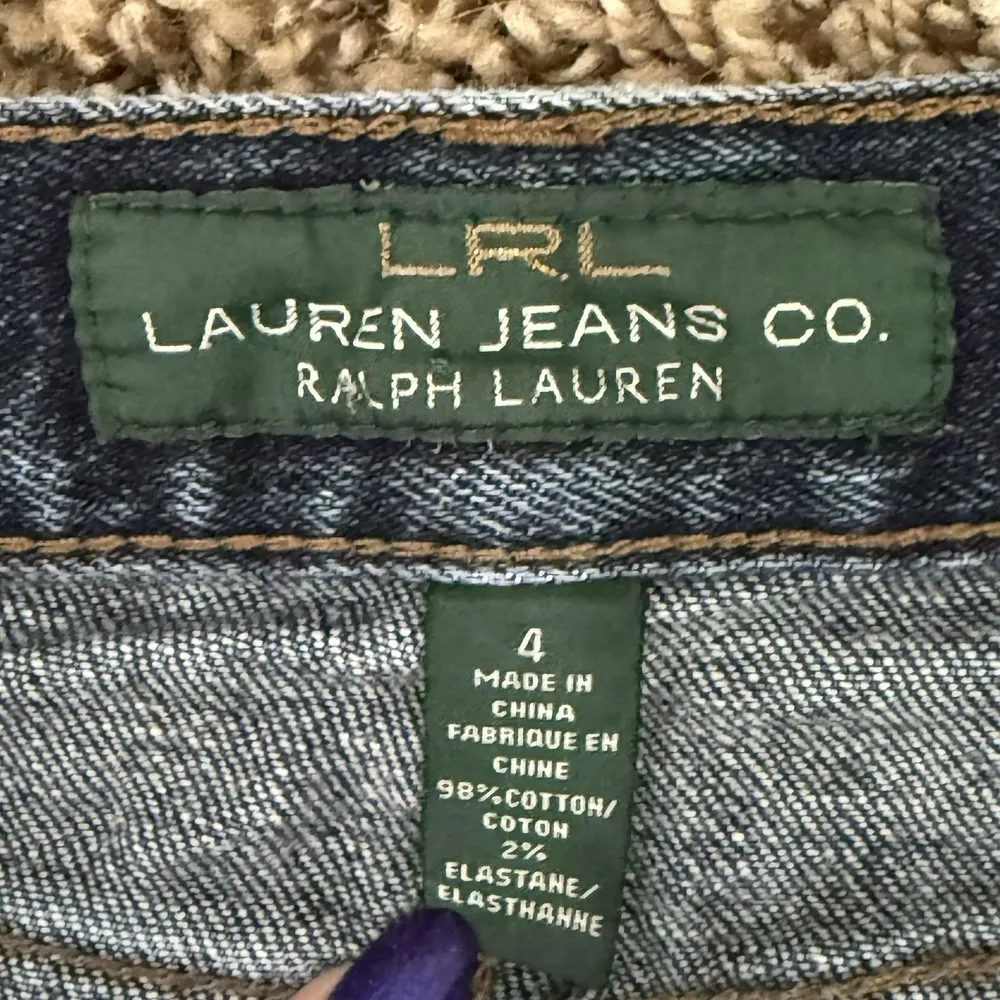 LRL
LAUREN JEANS CO.
RALPH LAUREN
4
MADE IN
CHINA
FABRIQUE EN
CHINE
98% COTTON/
COTON
2%
ELASTANE/
ELASTHANNE